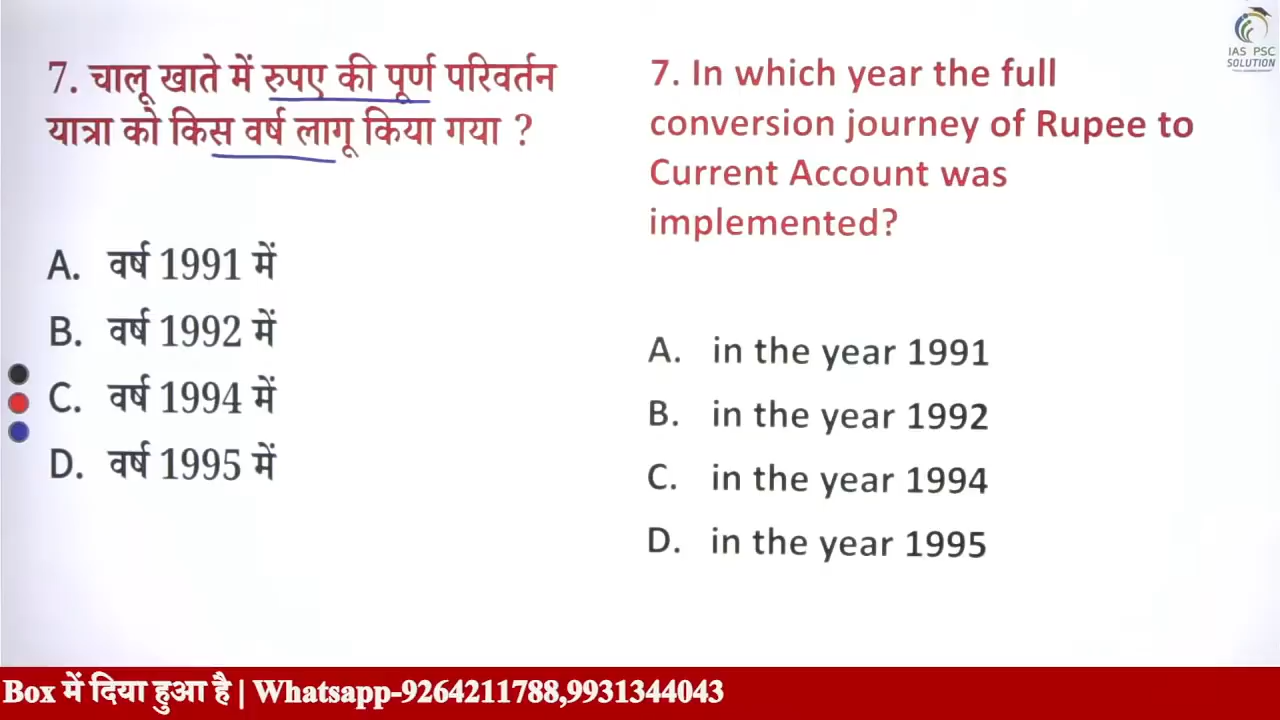 7. चालू खाते में रुपए की पूर्ण परिवर्तन
यात्रा को किस वर्ष लागू किया गया ?
A. वर्ष 1991 में
B. वर्ष 1992 में
C. वर्ष 1994 में
D. वर्ष 1995 में
7. In which year the full
conversion journey of Rupee to
Current Account was
implemented?
A. in the year 1991
B. in the year 1992
C. in the year 1994
D. in the year 1995
IAS PSC
SOLUTION
Box में दिया हुआ है | Whatsapp-9264211788,9931344043